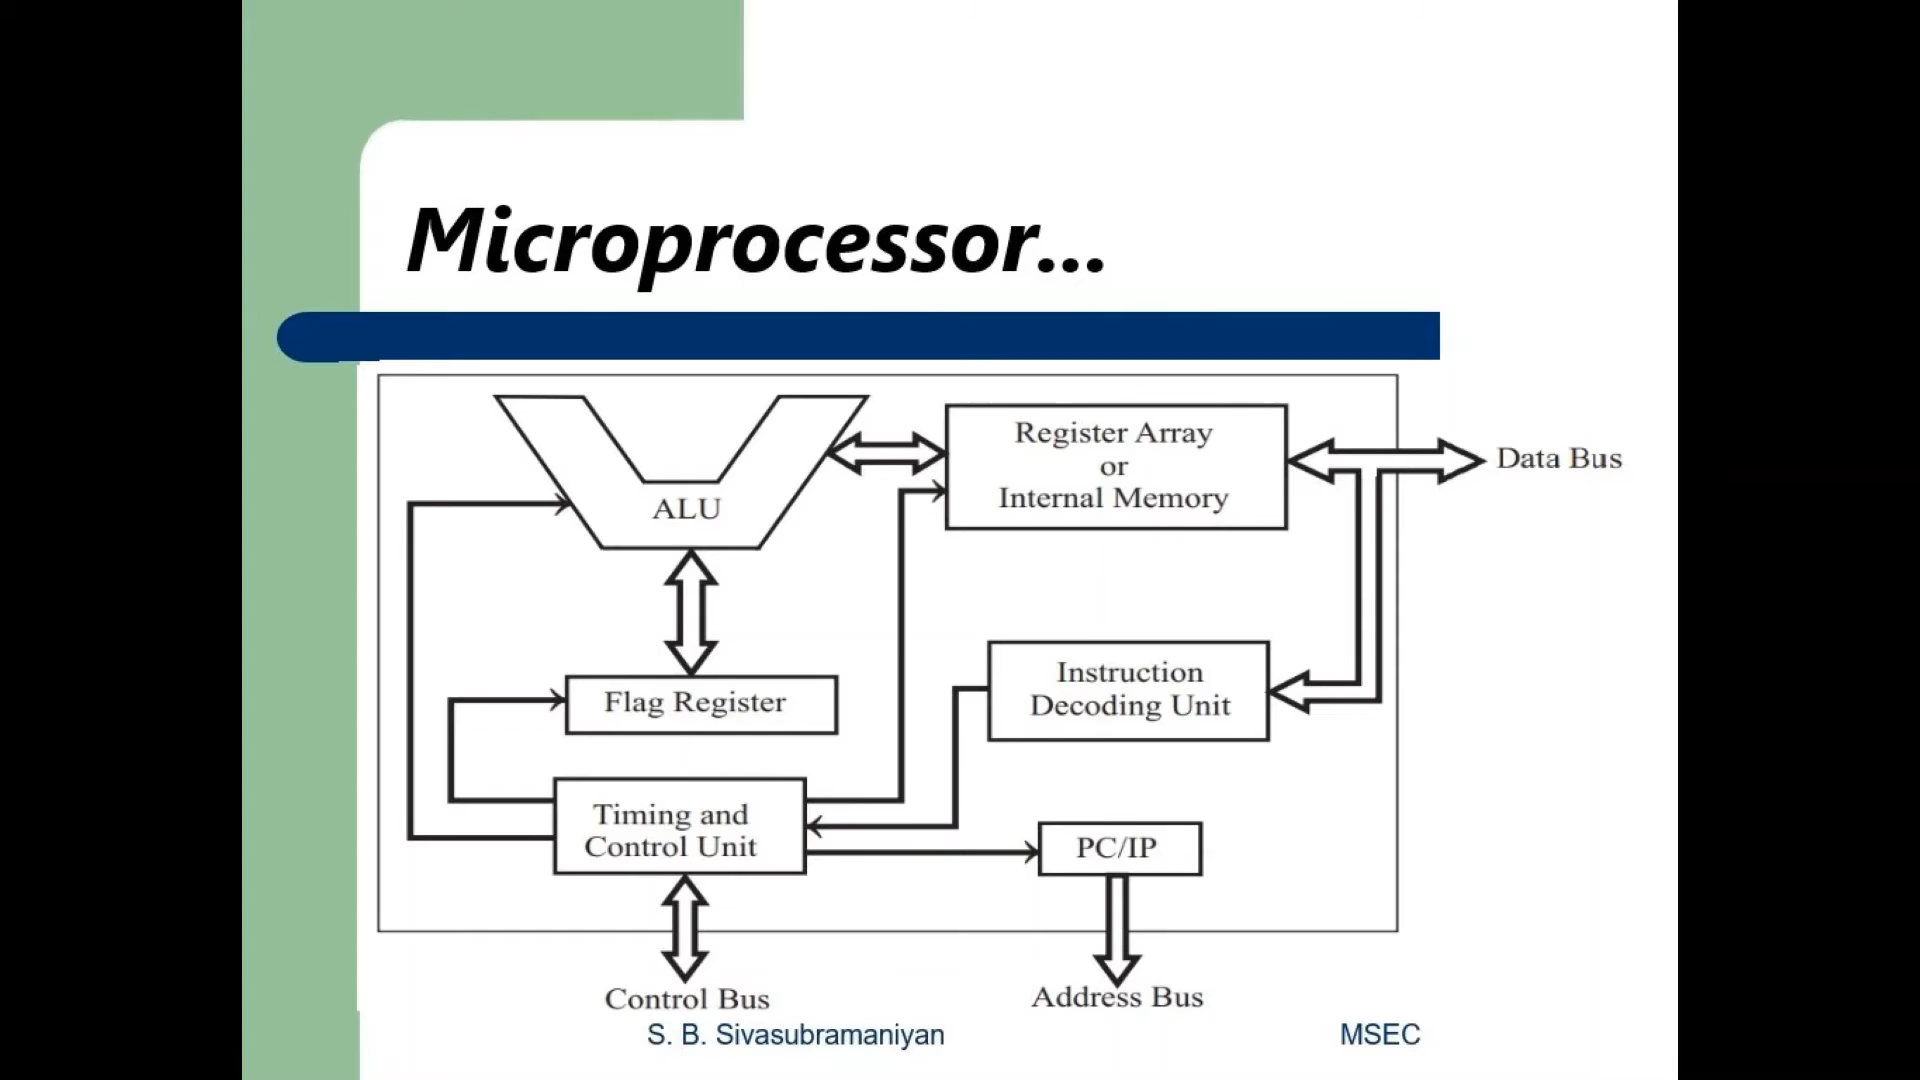 Microprocessor...
Register Array
or
Internal Memory
Data Bus
ALU
Instruction
Decoding Unit
Flag Register
Timing and
Control Unit
PC/IP
Control Bus
Address Bus
S. B. Sivasubramaniyan
MSEC